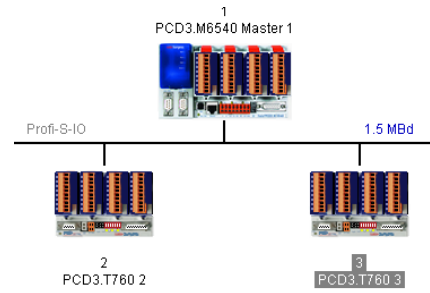 1
PCD3.M6540 Master 1
Profi-S-IO
1.5 MBd
2
PCD3.T760 2
3
PCD3.T760 3